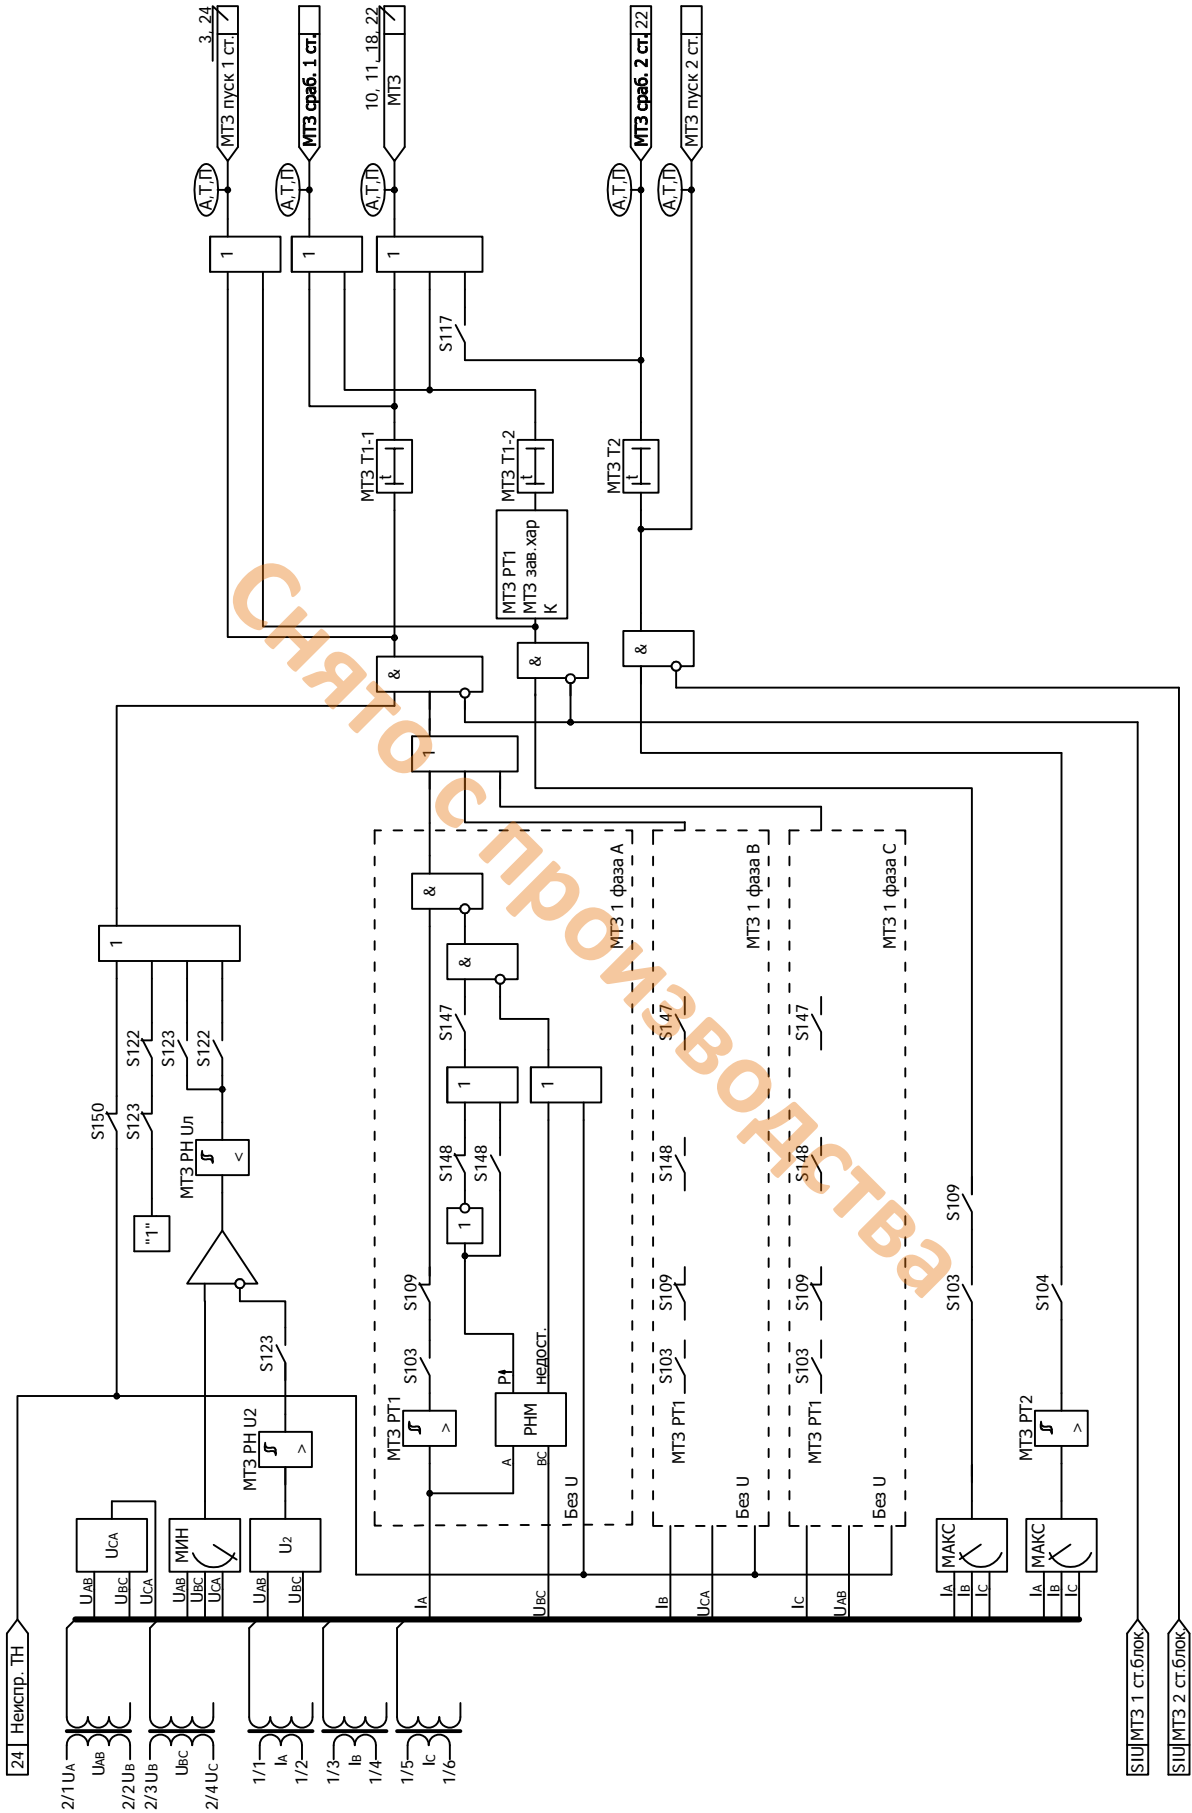 3, 24
МТЗ пуск 1 ст.
МТЗ сраб. 1 ст.
10, 11, 18, 22
МТЗ
МТЗ сраб. 2 ст.
22
МТЗ пуск 2 ст.
А,Т,П
А,Т,П
А,Т,П
А,Т,П
А,Т,П
1
1
1
S117
МТЗ Т1-1
t
МТЗ Т1-2
t
МТЗ Т2
t
МТЗ РТ1
МТЗ зав.хар
К
&
&
&
1
1
S150
S122
S123
S123
S122
"1"
МТЗ РН Uл
<
S123
МТЗ РН U2
>
МТЗ 1 фаза А
&
&
S147
1
1
S148
S148
1
S109
S103
МТЗ РТ1
>
Р
недост.
РНМ
А
ВС
Без U
МТЗ 1 фаза В
S147
S148
S109
S103
МТЗ РТ1
Без U
МТЗ 1 фаза С
S147
S148
S109
S103
МТЗ РТ1
Без U
S109
S103
S104
МТЗ РТ2
>
UCA
UAB
UBC
UCA
МИН
UAB
UBC
UCA
U2
UAB
UBC
IA
UBC
IB
UCA
IC
UAB
МАКС
IA
IB
IC
МАКС
IA
IB
IC
24 Неиспр. ТН
2/1 UA
UAB
2/2 UB
2/3 UB
UBC
2/4 UC
1/1
IA
1/2
1/3
IB
1/4
1/5
IC
1/6
SIU МТЗ 1 ст.блок.
SIU МТЗ 2 ст.блок.
Снято с производства